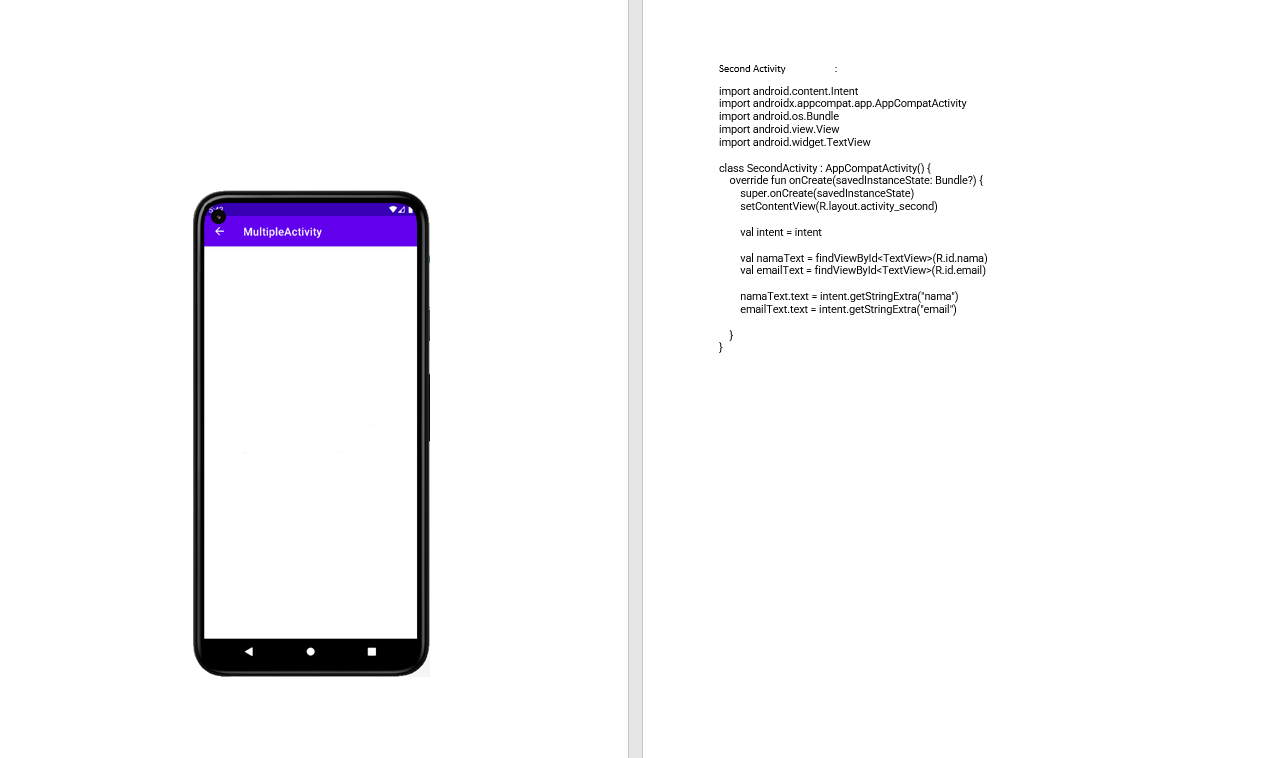 MultipleActivity
Second Activity :
import android.content.Intent
import androidx.appcompat.app.AppCompatActivity
import android.os.Bundle
import android.view.View
import android.widget.TextView
class SecondActivity : AppCompatActivity() {
override fun onCreate(savedInstanceState: Bundle?) {
super.onCreate(savedInstanceState)
setContentView(R.layout.activity_second)
val intent = intent
val namaText = findViewById<TextView>(R.id.nama)
val emailText = findViewById<TextView>(R.id.email)
namaText.text = intent.getStringExtra("nama")
emailText.text = intent.getStringExtra("email")
}
}